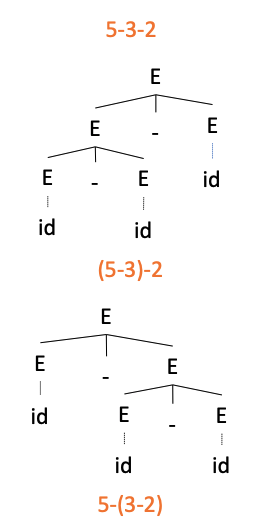 5-3-2
E
E - E
E - E id
id id
(5-3)-2
E
E - E
id E - E
id id
5-(3-2)